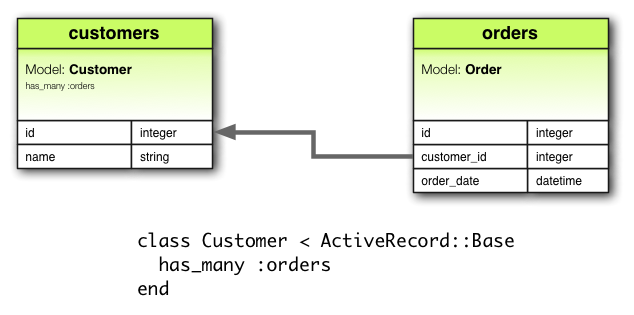 customers
Model: Customer
has_many :orders
id integer
name string
orders
Model: Order
id integer
customer_id integer
order_date datetime
class Customer < ActiveRecord::Base
  has_many :orders
end